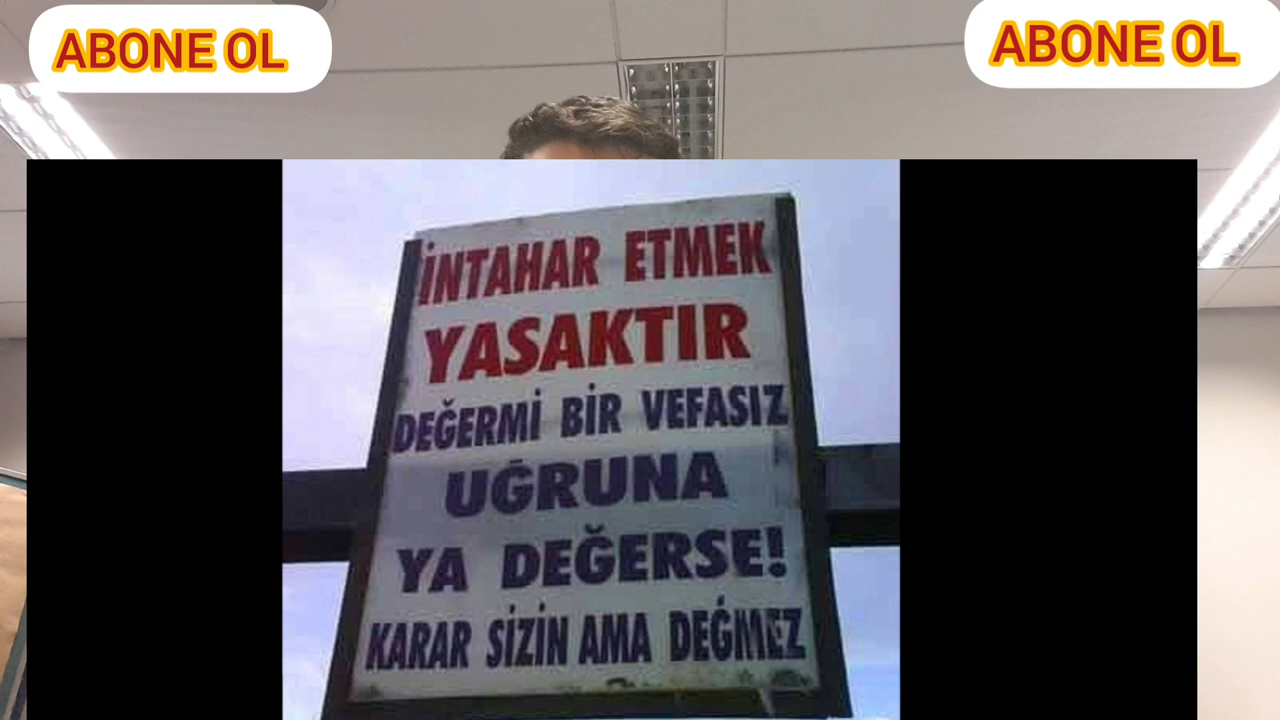 ABONE OL
ABONE OL
İNTAHAR ETMEK
YASAKTIR
DEĞERMİ BİR VEFASIZ
UĞRUNA
YA DEĞERSE!
KARAR SİZİN AMA DEĞMEZ